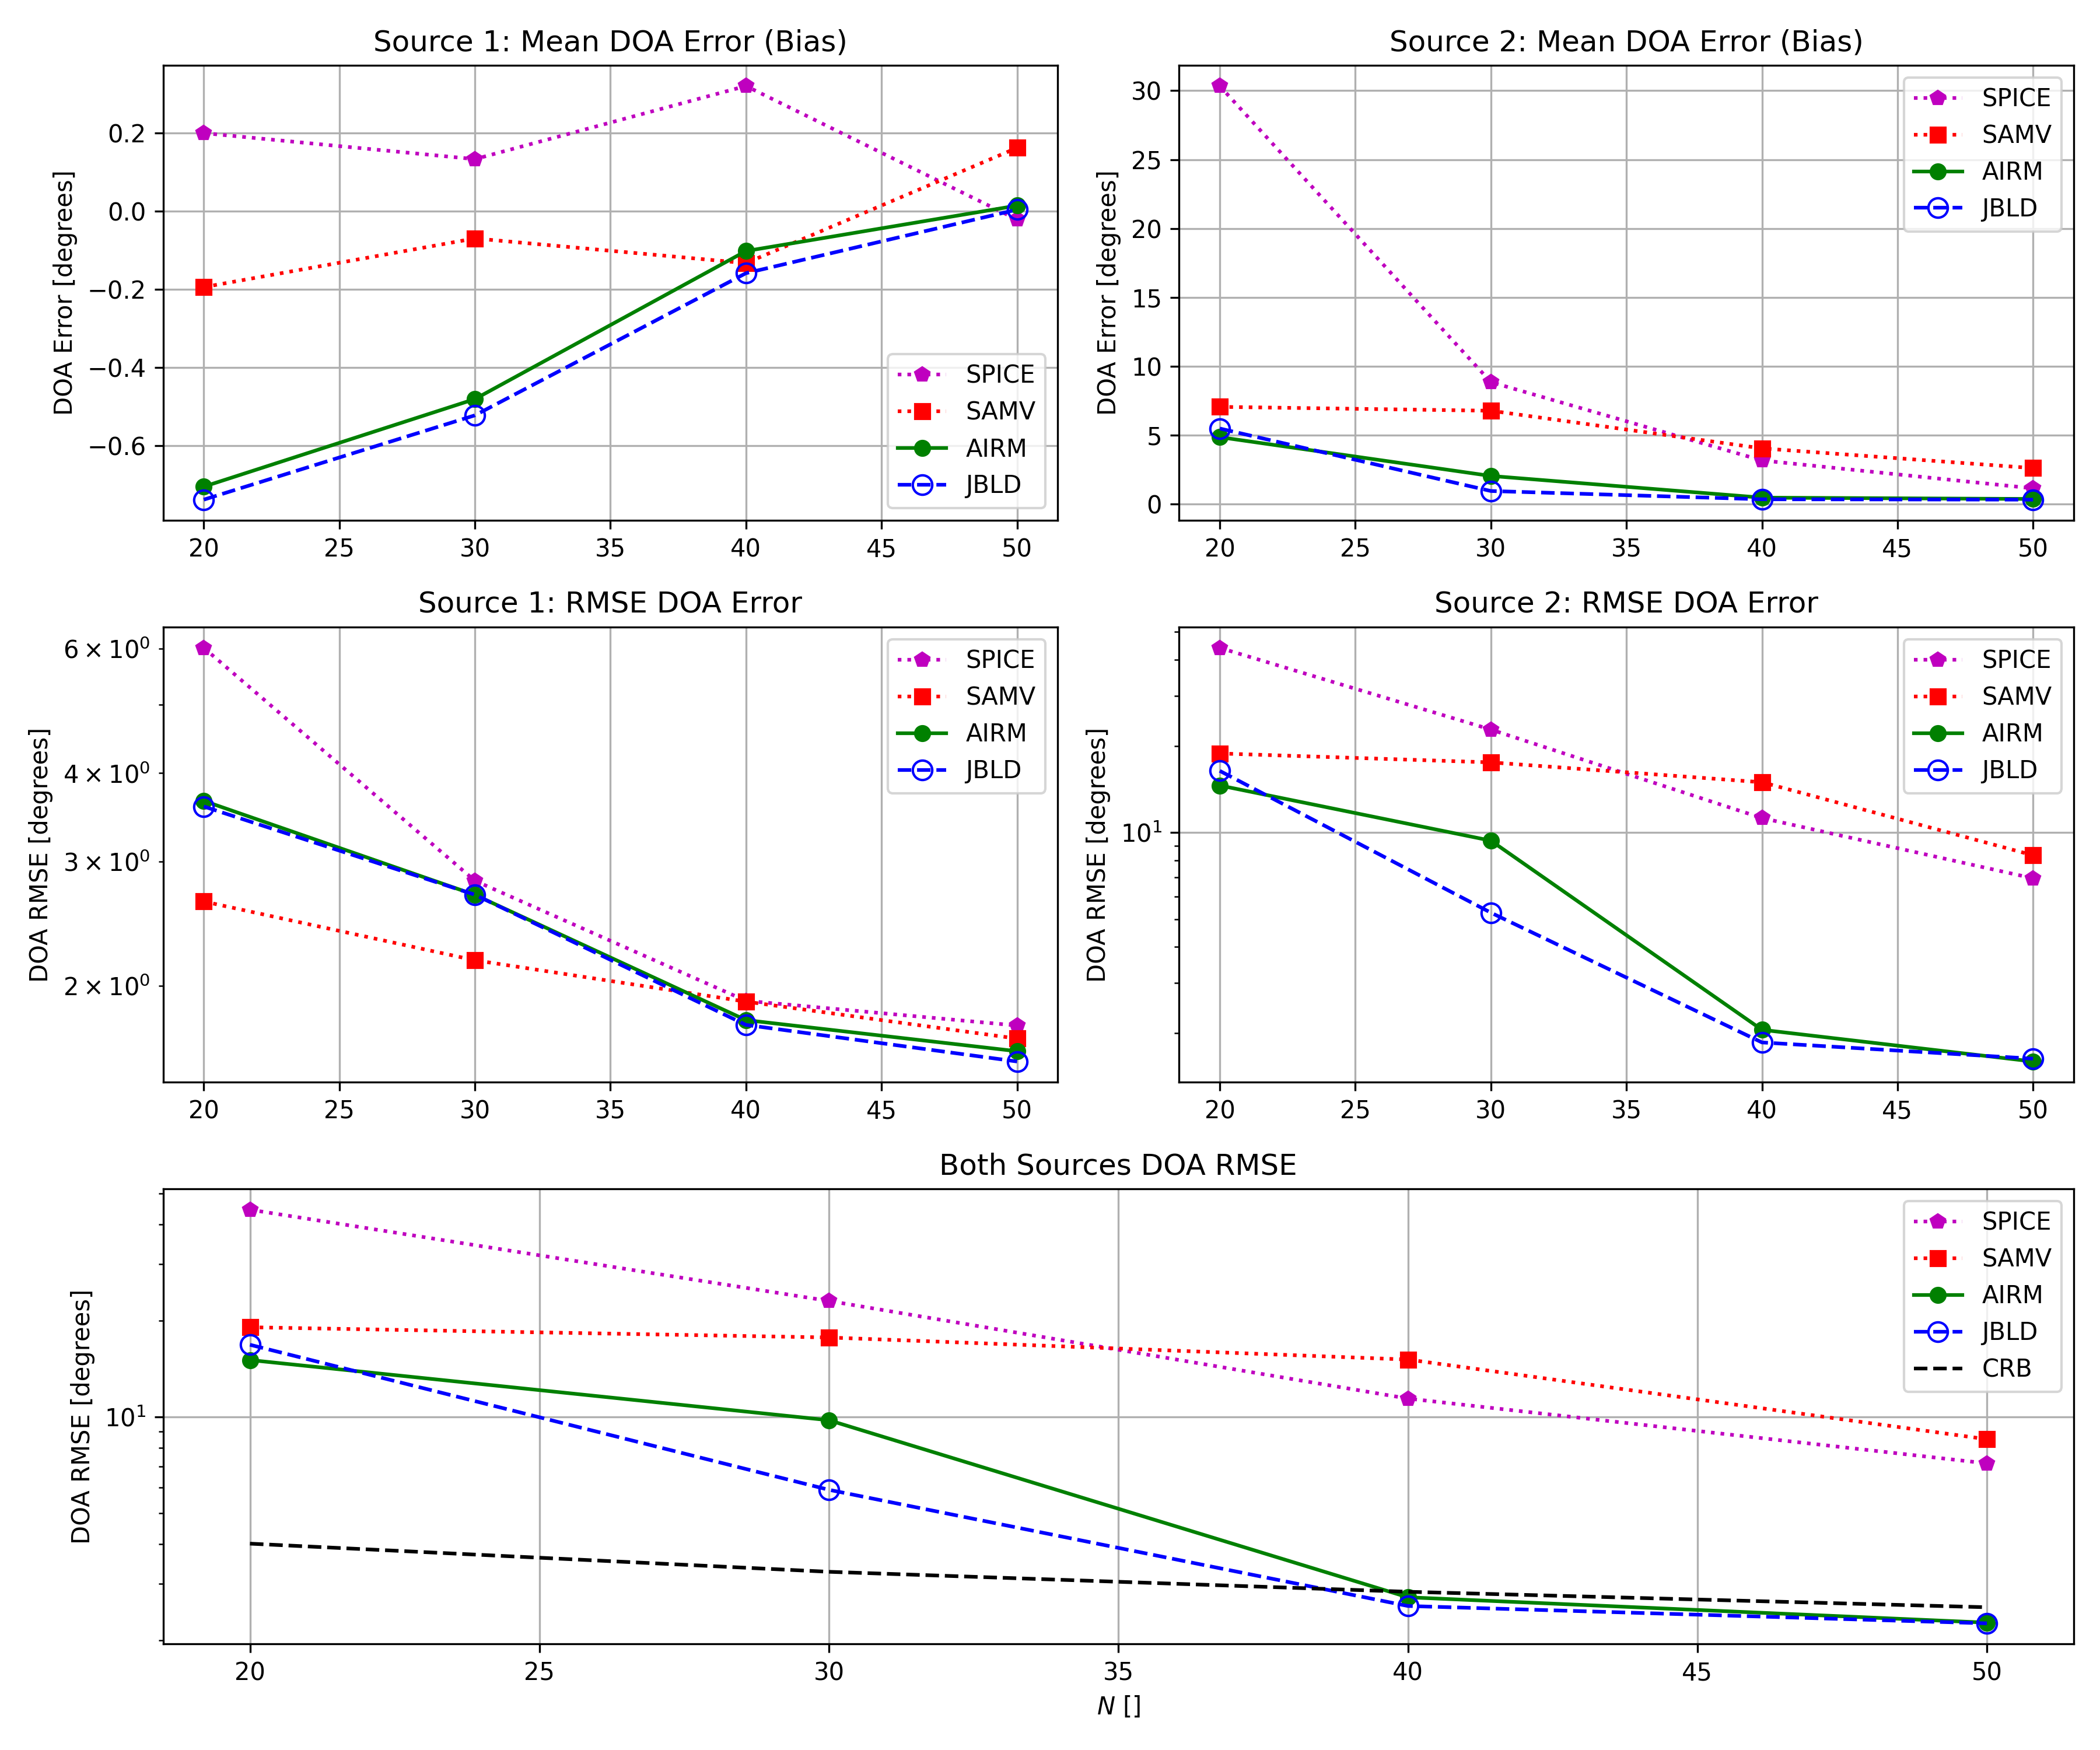 Source 1: Mean DOA Error (Bias)
DOA Error [degrees]
0.2
0.0
−0.2
−0.4
−0.6
20 25 30 35 40 45 50
SPICE
SAMV
AIRM
JBLD
Source 2: Mean DOA Error (Bias)
DOA Error [degrees]
30
25
20
15
10
5
0
20 25 30 35 40 45 50
SPICE
SAMV
AIRM
JBLD
Source 1: RMSE DOA Error
DOA RMSE [degrees]
6 × 10⁰
4 × 10⁰
3 × 10⁰
2 × 10⁰
20 25 30 35 40 45 50
SPICE
SAMV
AIRM
JBLD
Source 2: RMSE DOA Error
DOA RMSE [degrees]
10¹
20 25 30 35 40 45 50
SPICE
SAMV
AIRM
JBLD
Both Sources DOA RMSE
DOA RMSE [degrees]
10¹
20 25 30 35 40 45 50
N []
SPICE
SAMV
AIRM
JBLD
CRB